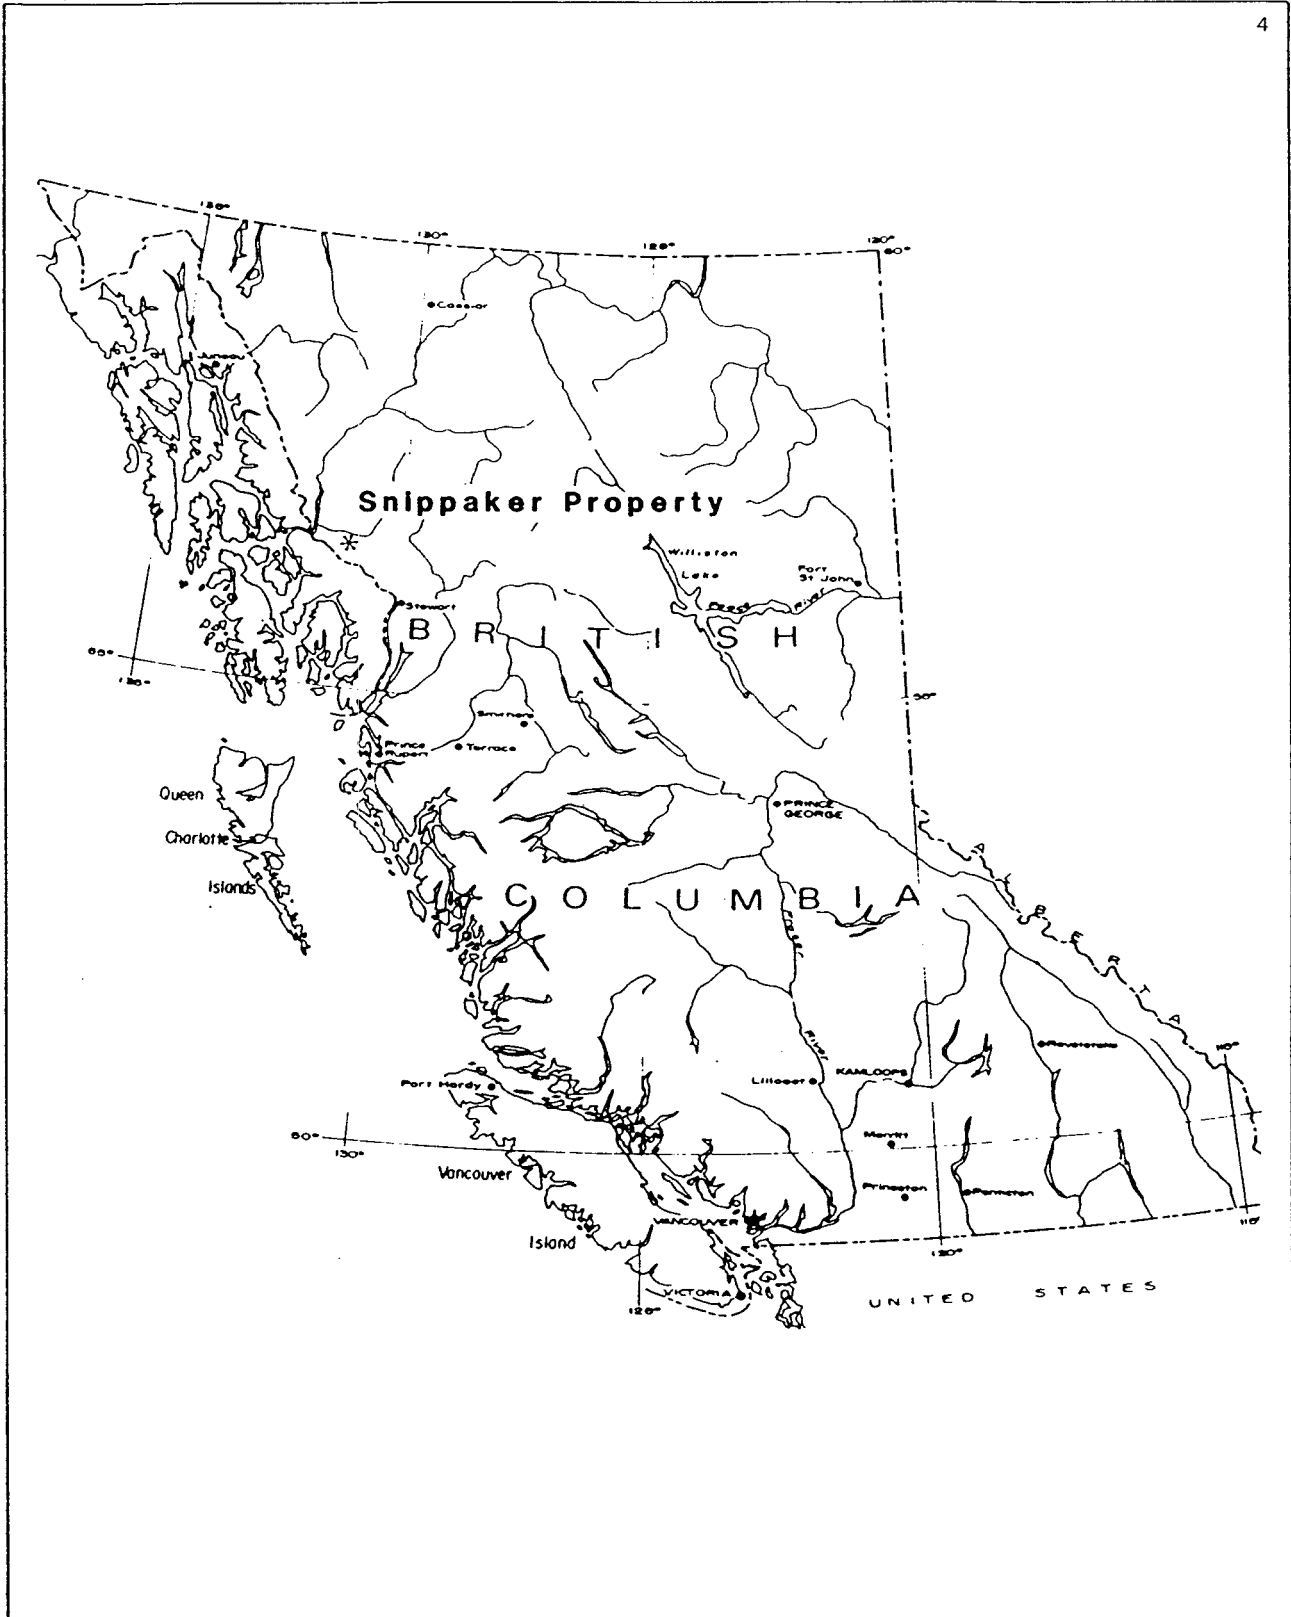 4
130°
120°
60°
Cassiar
Juneau
Snippaker Property
Williston
Lake
Fort
St John
Peace River
Stewart
BRITISH
Smithers
Prince
Rupert
Terrace
Queen
Charlotte
Islands
PRINCE
GEORGE
ALBERTA
COLUMBIA
Fraser
River
Revelstoke
Port Hardy
Lillooet
KAMLOOPS
50°
130°
Merritt
Vancouver
Princeton
Penticton
VANCOUVER
Island
120°
VICTORIA
UNITED STATES